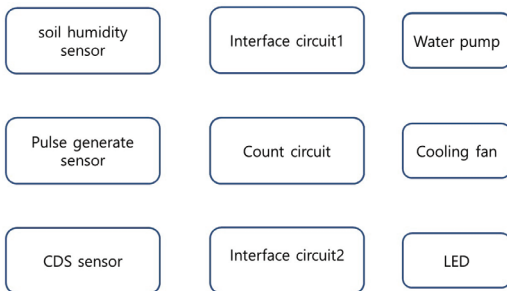 soil humidity
sensor
Interface circuit1
Water pump
Pulse generate
sensor
Count circuit
Cooling fan
CDS sensor
Interface circuit2
LED